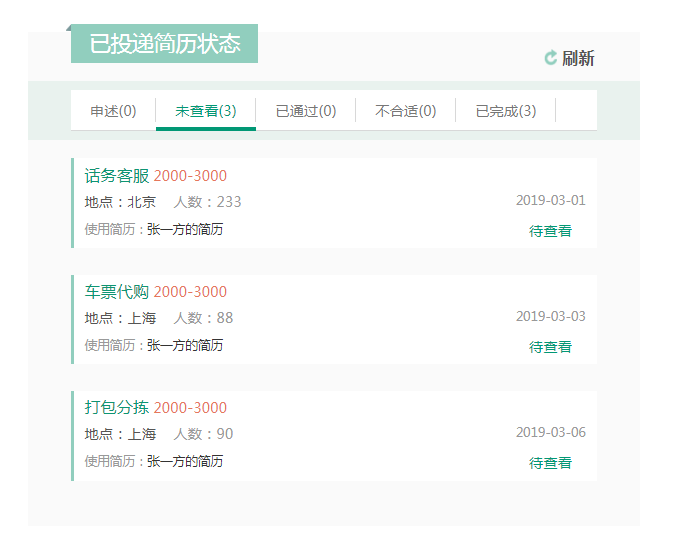 已投递简历状态
刷新
申述(0) 未查看(3) 已通过(0) 不合适(0) 已完成(3)
话务客服 2000-3000
地点：北京 人数：233 2019-03-01
使用简历：张一方的简历 待查看
车票代购 2000-3000
地点：上海 人数：88 2019-03-03
使用简历：张一方的简历 待查看
打包分拣 2000-3000
地点：上海 人数：90 2019-03-06
使用简历：张一方的简历 待查看